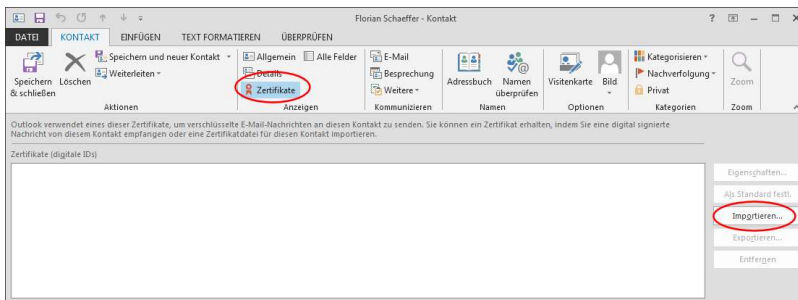 Florian Schaeffer - Kontakt
DATEI KONTAKT EINFÜGEN TEXT FORMATIEREN ÜBERPRÜFEN
Speichern & schließen
Löschen
Speichern und neuer Kontakt
Weiterleiten
Aktionen
Allgemein
Alle Felder
Details
Zertifikate
Anzeigen
E-Mail
Besprechung
Weitere
Kommunizieren
Adressbuch
Namen überprüfen
Namen
Visitenkarte
Bild
Optionen
Kategorisieren
Nachverfolgung
Privat
Kategorien
Zoom
Zoom
Outlook verwendet eines dieser Zertifikate, um verschlüsselte E-Mail-Nachrichten an diesen Kontakt zu senden. Sie können ein Zertifikat erhalten, indem Sie eine digital signierte
Nachricht von diesem Kontakt empfangen oder eine Zertifikatdatei für diesen Kontakt importieren.
Zertifikate (digitale IDs)
Eigenschaften...
Als Standard festl.
Importieren...
Exportieren...
Entfernen